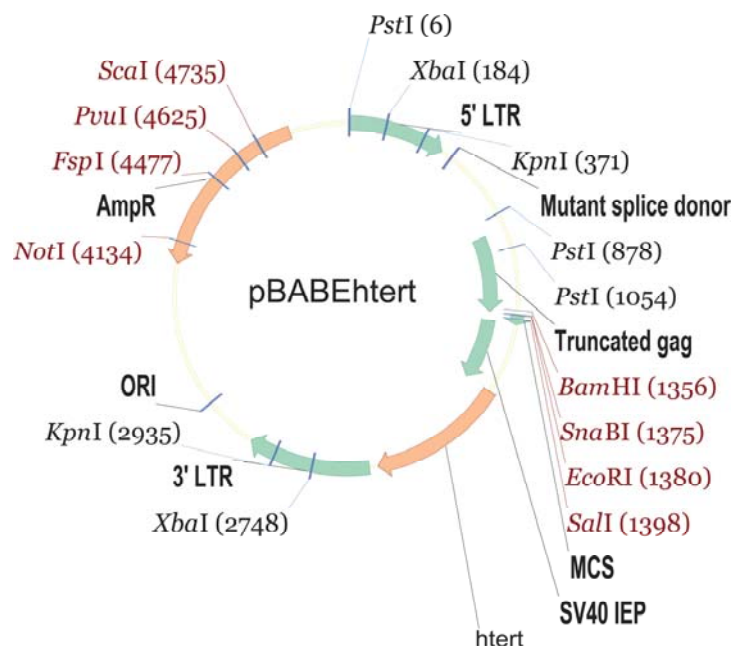 PstI (6)
ScaI (4735)
XbaI (184)
5' LTR
PvuI (4625)
KpnI (371)
FspI (4477)
AmpR
Mutant splice donor
NotI (4134)
PstI (878)
pBABEhtert
PstI (1054)
Truncated gag
ORI
BamHI (1356)
KpnI (2935)
SnaBI (1375)
3' LTR
EcoRI (1380)
XbaI (2748)
SalI (1398)
MCS
SV40 IEP
htert